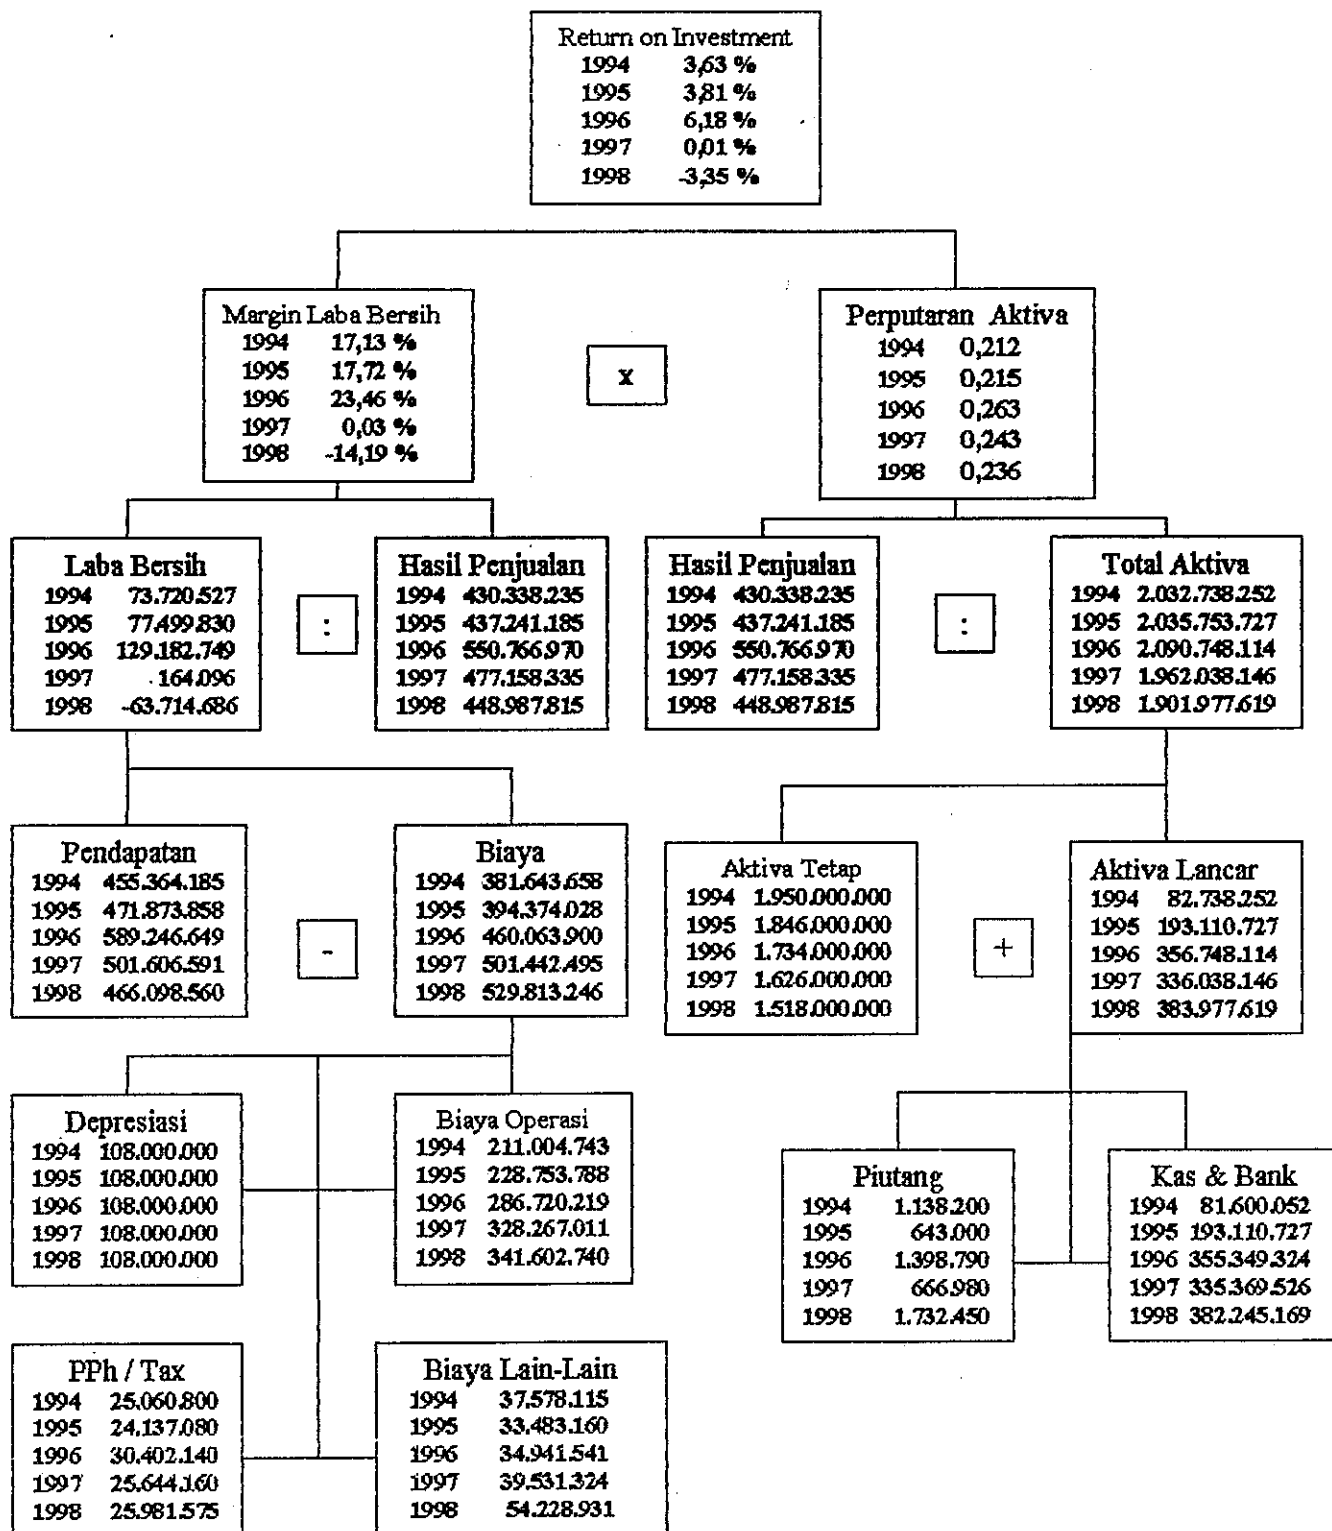 Return on Investment
1994 3,63 %
1995 3,81 %
1996 6,18 %
1997 0,01 %
1998 -3,35 %
Margin Laba Bersih
1994 17,13 %
1995 17,72 %
1996 23,46 %
1997 0,03 %
1998 -14,19 %
x
Perputaran Aktiva
1994 0,212
1995 0,215
1996 0,263
1997 0,243
1998 0,236
Laba Bersih
1994 73.720.527
1995 77.499.830
1996 129.182.749
1997 164.096
1998 -63.714.686
:
Hasil Penjualan
1994 430.338.235
1995 437.241.185
1996 550.766.970
1997 477.158.335
1998 448.987.815
Hasil Penjualan
1994 430.338.235
1995 437.241.185
1996 550.766.970
1997 477.158.335
1998 448.987.815
:
Total Aktiva
1994 2.032.738.252
1995 2.035.753.727
1996 2.090.748.114
1997 1.962.038.146
1998 1.901.977.619
Pendapatan
1994 455.364.185
1995 471.873.858
1996 589.246.649
1997 501.606.591
1998 466.098.560
-
Biaya
1994 381.643.658
1995 394.374.028
1996 460.063.900
1997 501.442.495
1998 529.813.246
Aktiva Tetap
1994 1.950.000.000
1995 1.846.000.000
1996 1.734.000.000
1997 1.626.000.000
1998 1.518.000.000
+
Aktiva Lancar
1994 82.738.252
1995 193.110.727
1996 356.748.114
1997 336.038.146
1998 383.977.619
Depresiasi
1994 108.000.000
1995 108.000.000
1996 108.000.000
1997 108.000.000
1998 108.000.000
Biaya Operasi
1994 211.004.743
1995 228.753.788
1996 286.720.219
1997 328.267.011
1998 341.602.740
Piutang
1994 1.138.200
1995 643.000
1996 1.398.790
1997 666.980
1998 1.732.450
Kas & Bank
1994 81.600.052
1995 193.110.727
1996 355.349.324
1997 335.369.526
1998 382.245.169
PPh / Tax
1994 25.060.800
1995 24.137.080
1996 30.402.140
1997 25.644.160
1998 25.981.575
Biaya Lain-Lain
1994 37.578.115
1995 33.483.160
1996 34.941.541
1997 39.531.324
1998 54.228.931